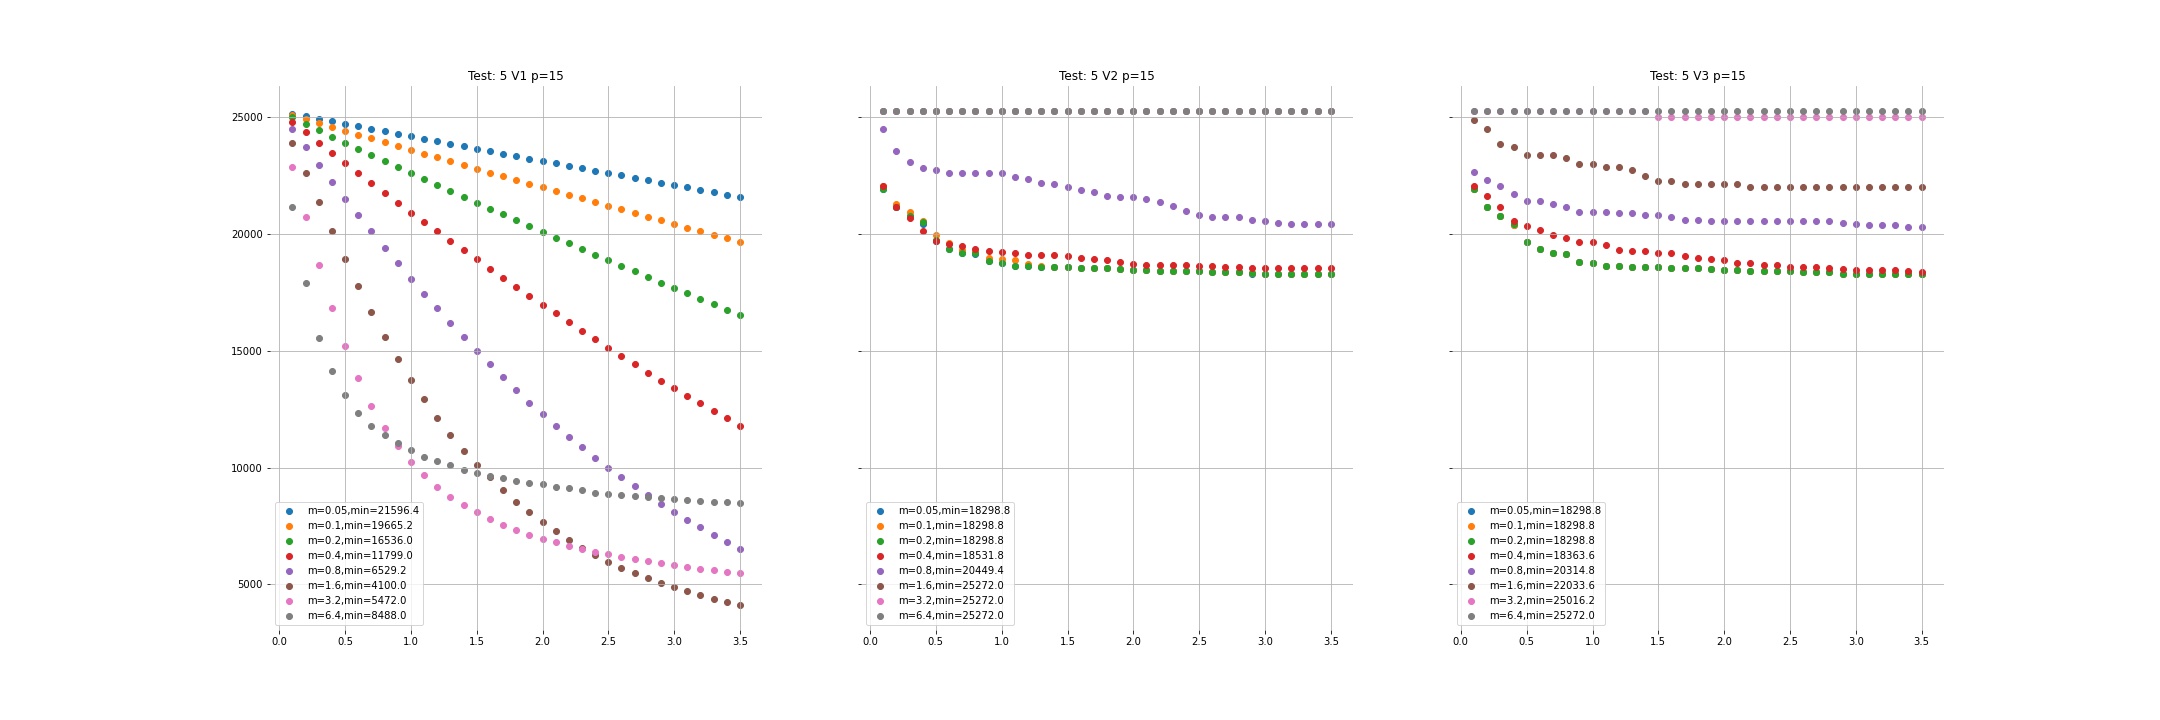 Test: 5 V1 p=15
25000
20000
15000
10000
5000
m=0.05,min=21596.4
m=0.1,min=19665.2
m=0.2,min=16536.0
m=0.4,min=11799.0
m=0.8,min=6529.2
m=1.6,min=4100.0
m=3.2,min=5472.0
m=6.4,min=8488.0
0.0 0.5 1.0 1.5 2.0 2.5 3.0 3.5
Test: 5 V2 p=15
m=0.05,min=18298.8
m=0.1,min=18298.8
m=0.2,min=18298.8
m=0.4,min=18531.8
m=0.8,min=20449.4
m=1.6,min=25272.0
m=3.2,min=25272.0
m=6.4,min=25272.0
0.0 0.5 1.0 1.5 2.0 2.5 3.0 3.5
Test: 5 V3 p=15
m=0.05,min=18298.8
m=0.1,min=18298.8
m=0.2,min=18298.8
m=0.4,min=18363.6
m=0.8,min=20314.8
m=1.6,min=22033.6
m=3.2,min=25016.2
m=6.4,min=25272.0
0.0 0.5 1.0 1.5 2.0 2.5 3.0 3.5